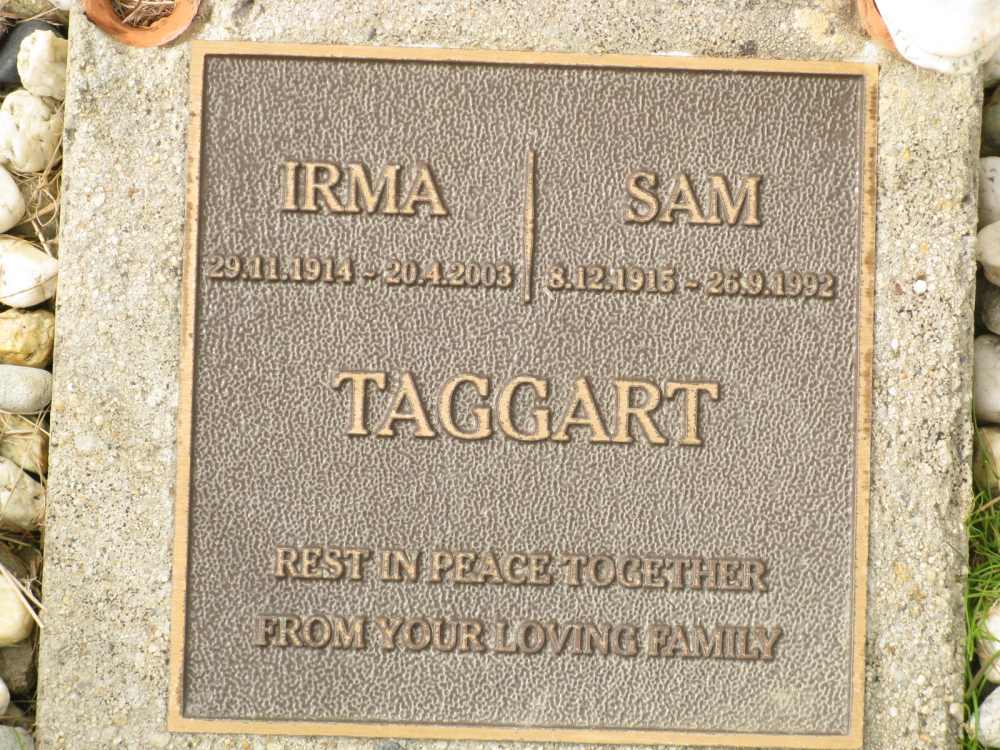 IRMA SAM
29.11.1914 ~ 20.4.2003 8.12.1915 ~ 26.9.1992
TAGGART
REST IN PEACE TOGETHER
FROM YOUR LOVING FAMILY